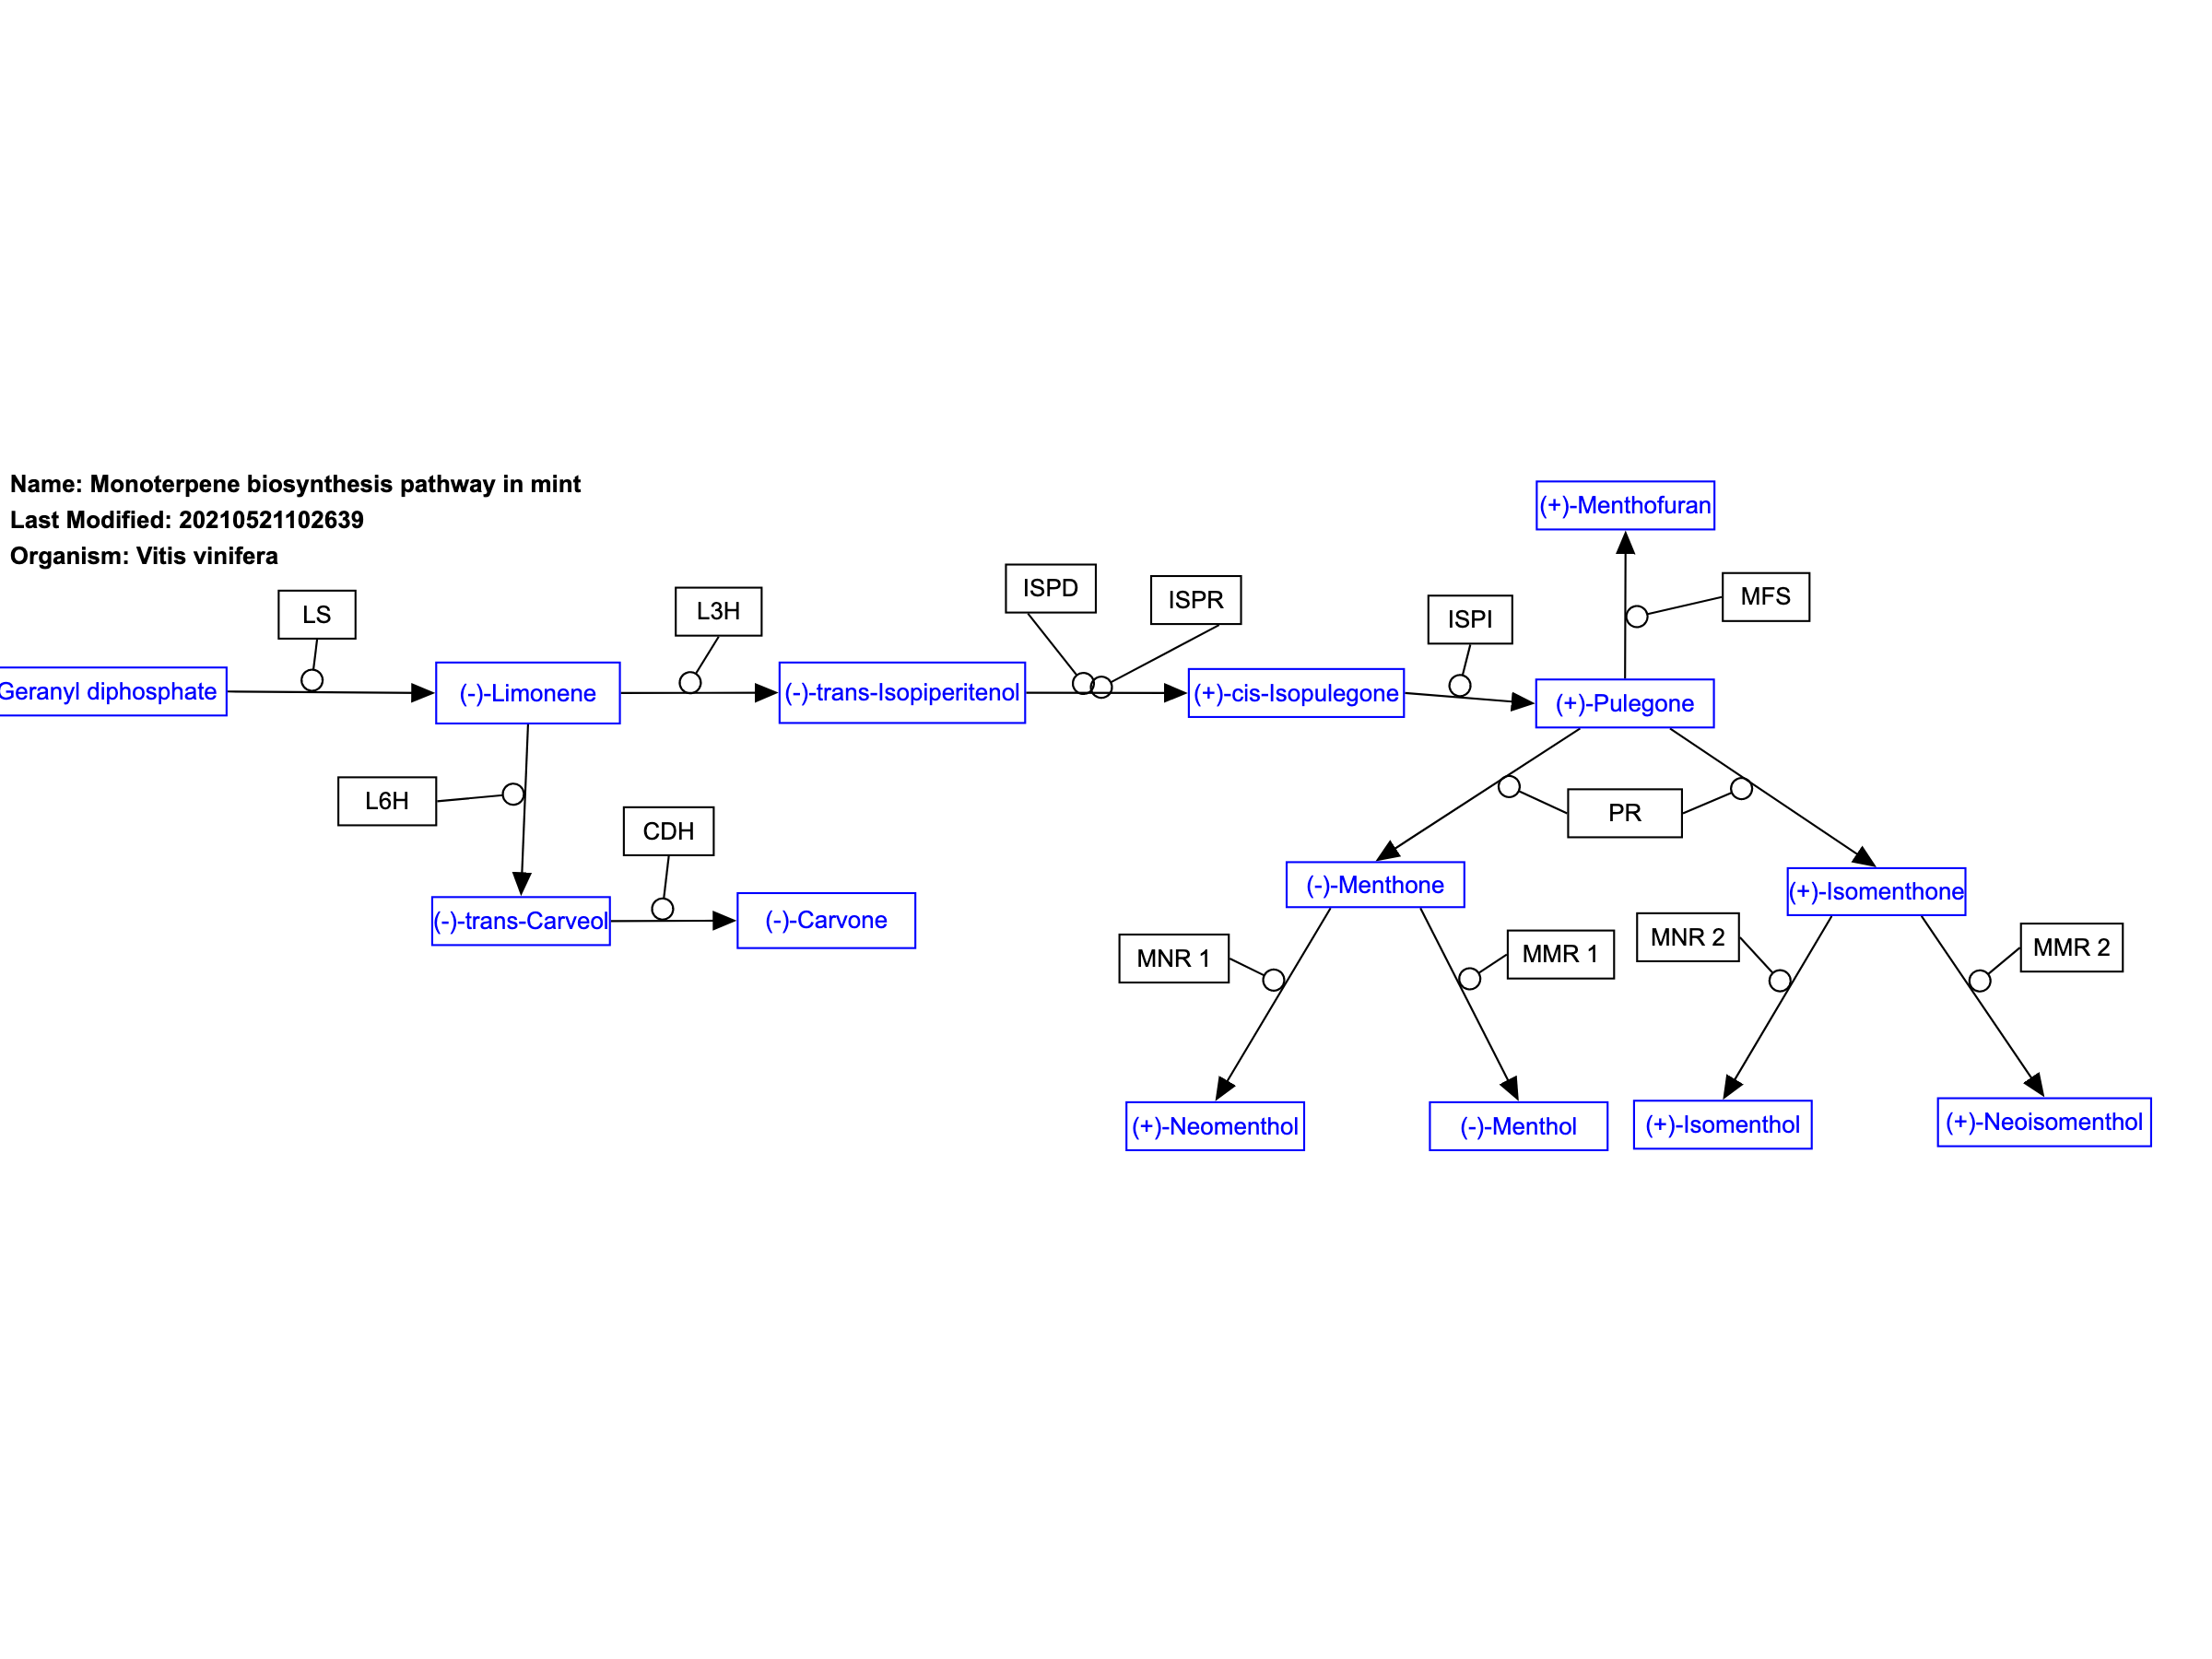 Name: Monoterpene biosynthesis pathway in mint
Last Modified: 20210521102639
Organism: Vitis vinifera
(+)-Menthofuran
LS
L3H
ISPD
ISPR
ISPI
MFS
Geranyl diphosphate
(-)-Limonene
(-)-trans-Isopiperitenol
(+)-cis-Isopulegone
(+)-Pulegone
L6H
CDH
PR
(-)-trans-Carveol
(-)-Carvone
(-)-Menthone
(+)-Isomenthone
MNR 1
MMR 1
MNR 2
MMR 2
(+)-Neomenthol
(-)-Menthol
(+)-Isomenthol
(+)-Neoisomenthol